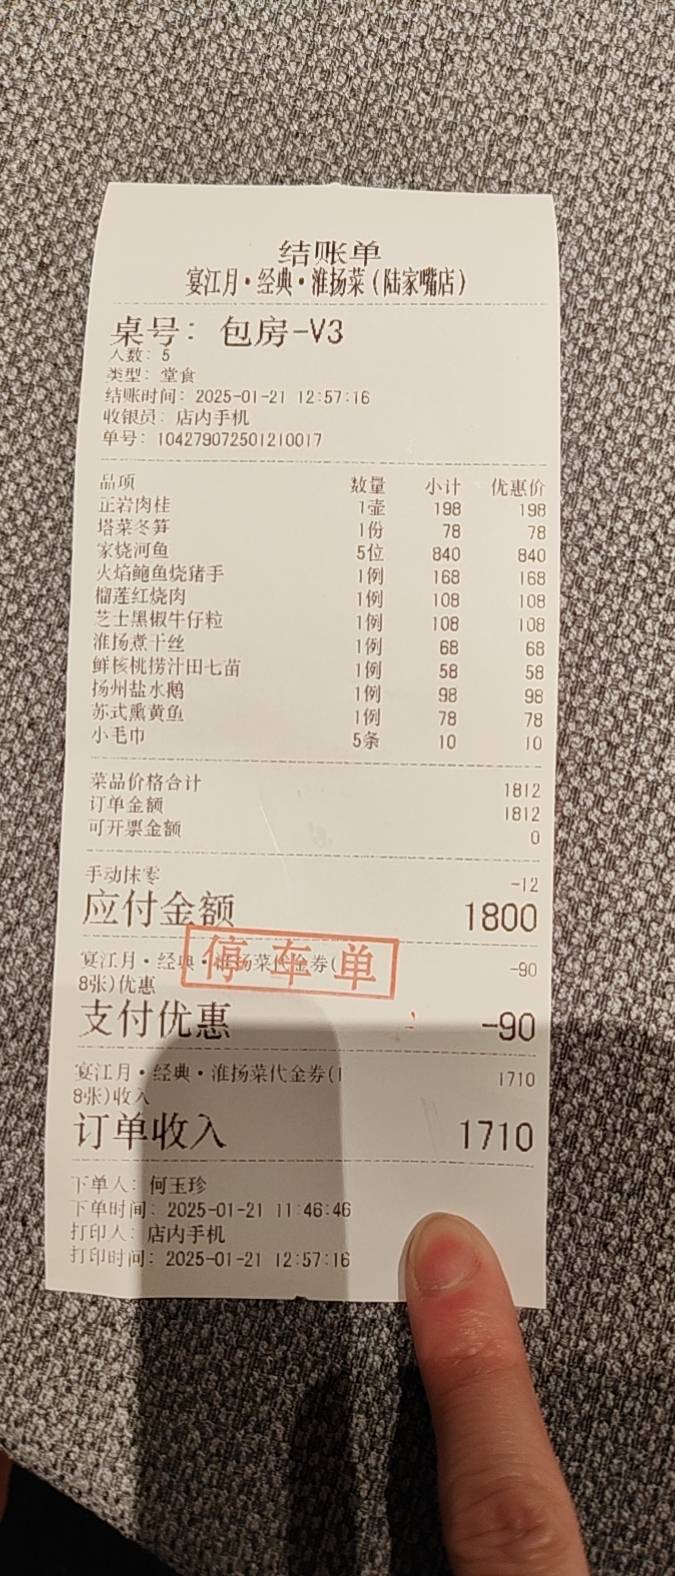 结账单
宴江月·经典·淮扬菜(陆家嘴店)
桌号: 包房-V3
人数: 5
类型: 堂食
结账时间: 2025-01-21 12:57:16
收银员: 店内手机
单号: 104279072501210017
品项 数量 小计 优惠价
正岩肉桂 1壶 198 198
塔菜冬笋 1份 78 78
家烧河鱼 5位 840 840
火焰鲍鱼烧猪手 1例 168 168
榴莲红烧肉 1例 108 108
芝士黑椒牛仔粒 1例 108 108
淮扬煮干丝 1例 68 68
鲜核桃捞汁田七苗 1例 58 58
扬州盐水鹅 1例 98 98
苏式熏黄鱼 1例 78 78
小毛巾 5条 10 10
菜品价格合计 1812
订单金额 1812
可开票金额 0
手动抹零 -12
应付金额 1800
宴江月·经典·淮扬菜代金券( -90
8张)优惠
停车单
支付优惠 -90
宴江月·经典·淮扬菜代金券(1 1710
8张)收入
订单收入 1710
下单人: 何玉珍
下单时间: 2025-01-21 11:46:46
打印人: 店内手机
打印时间: 2025-01-21 12:57:16